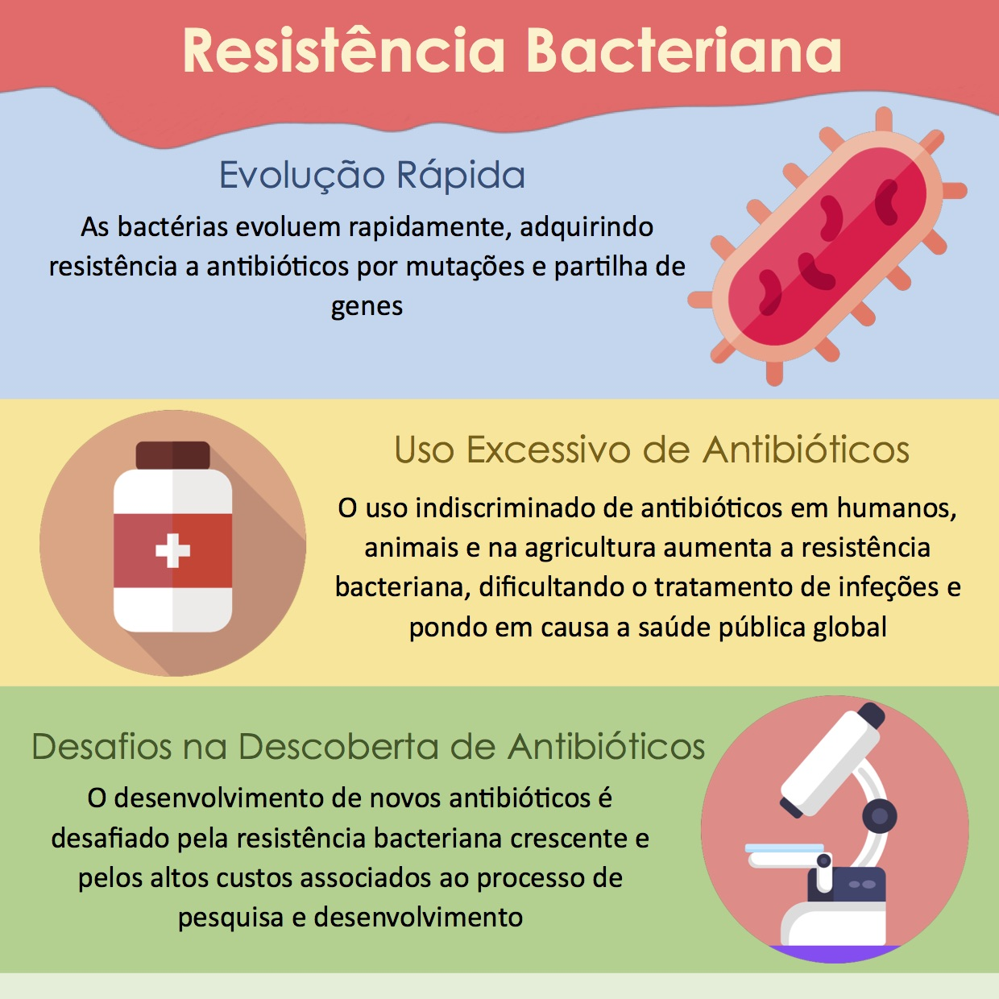 Resistência Bacteriana
Evolução Rápida
As bactérias evoluem rapidamente, adquirindo
resistência a antibióticos por mutações e partilha de
genes
Uso Excessivo de Antibióticos
O uso indiscriminado de antibióticos em humanos,
animais e na agricultura aumenta a resistência
bacteriana, dificultando o tratamento de infeções e
pondo em causa a saúde pública global
Desafios na Descoberta de Antibióticos
O desenvolvimento de novos antibióticos é
desafiado pela resistência bacteriana crescente e
pelos altos custos associados ao processo de
pesquisa e desenvolvimento